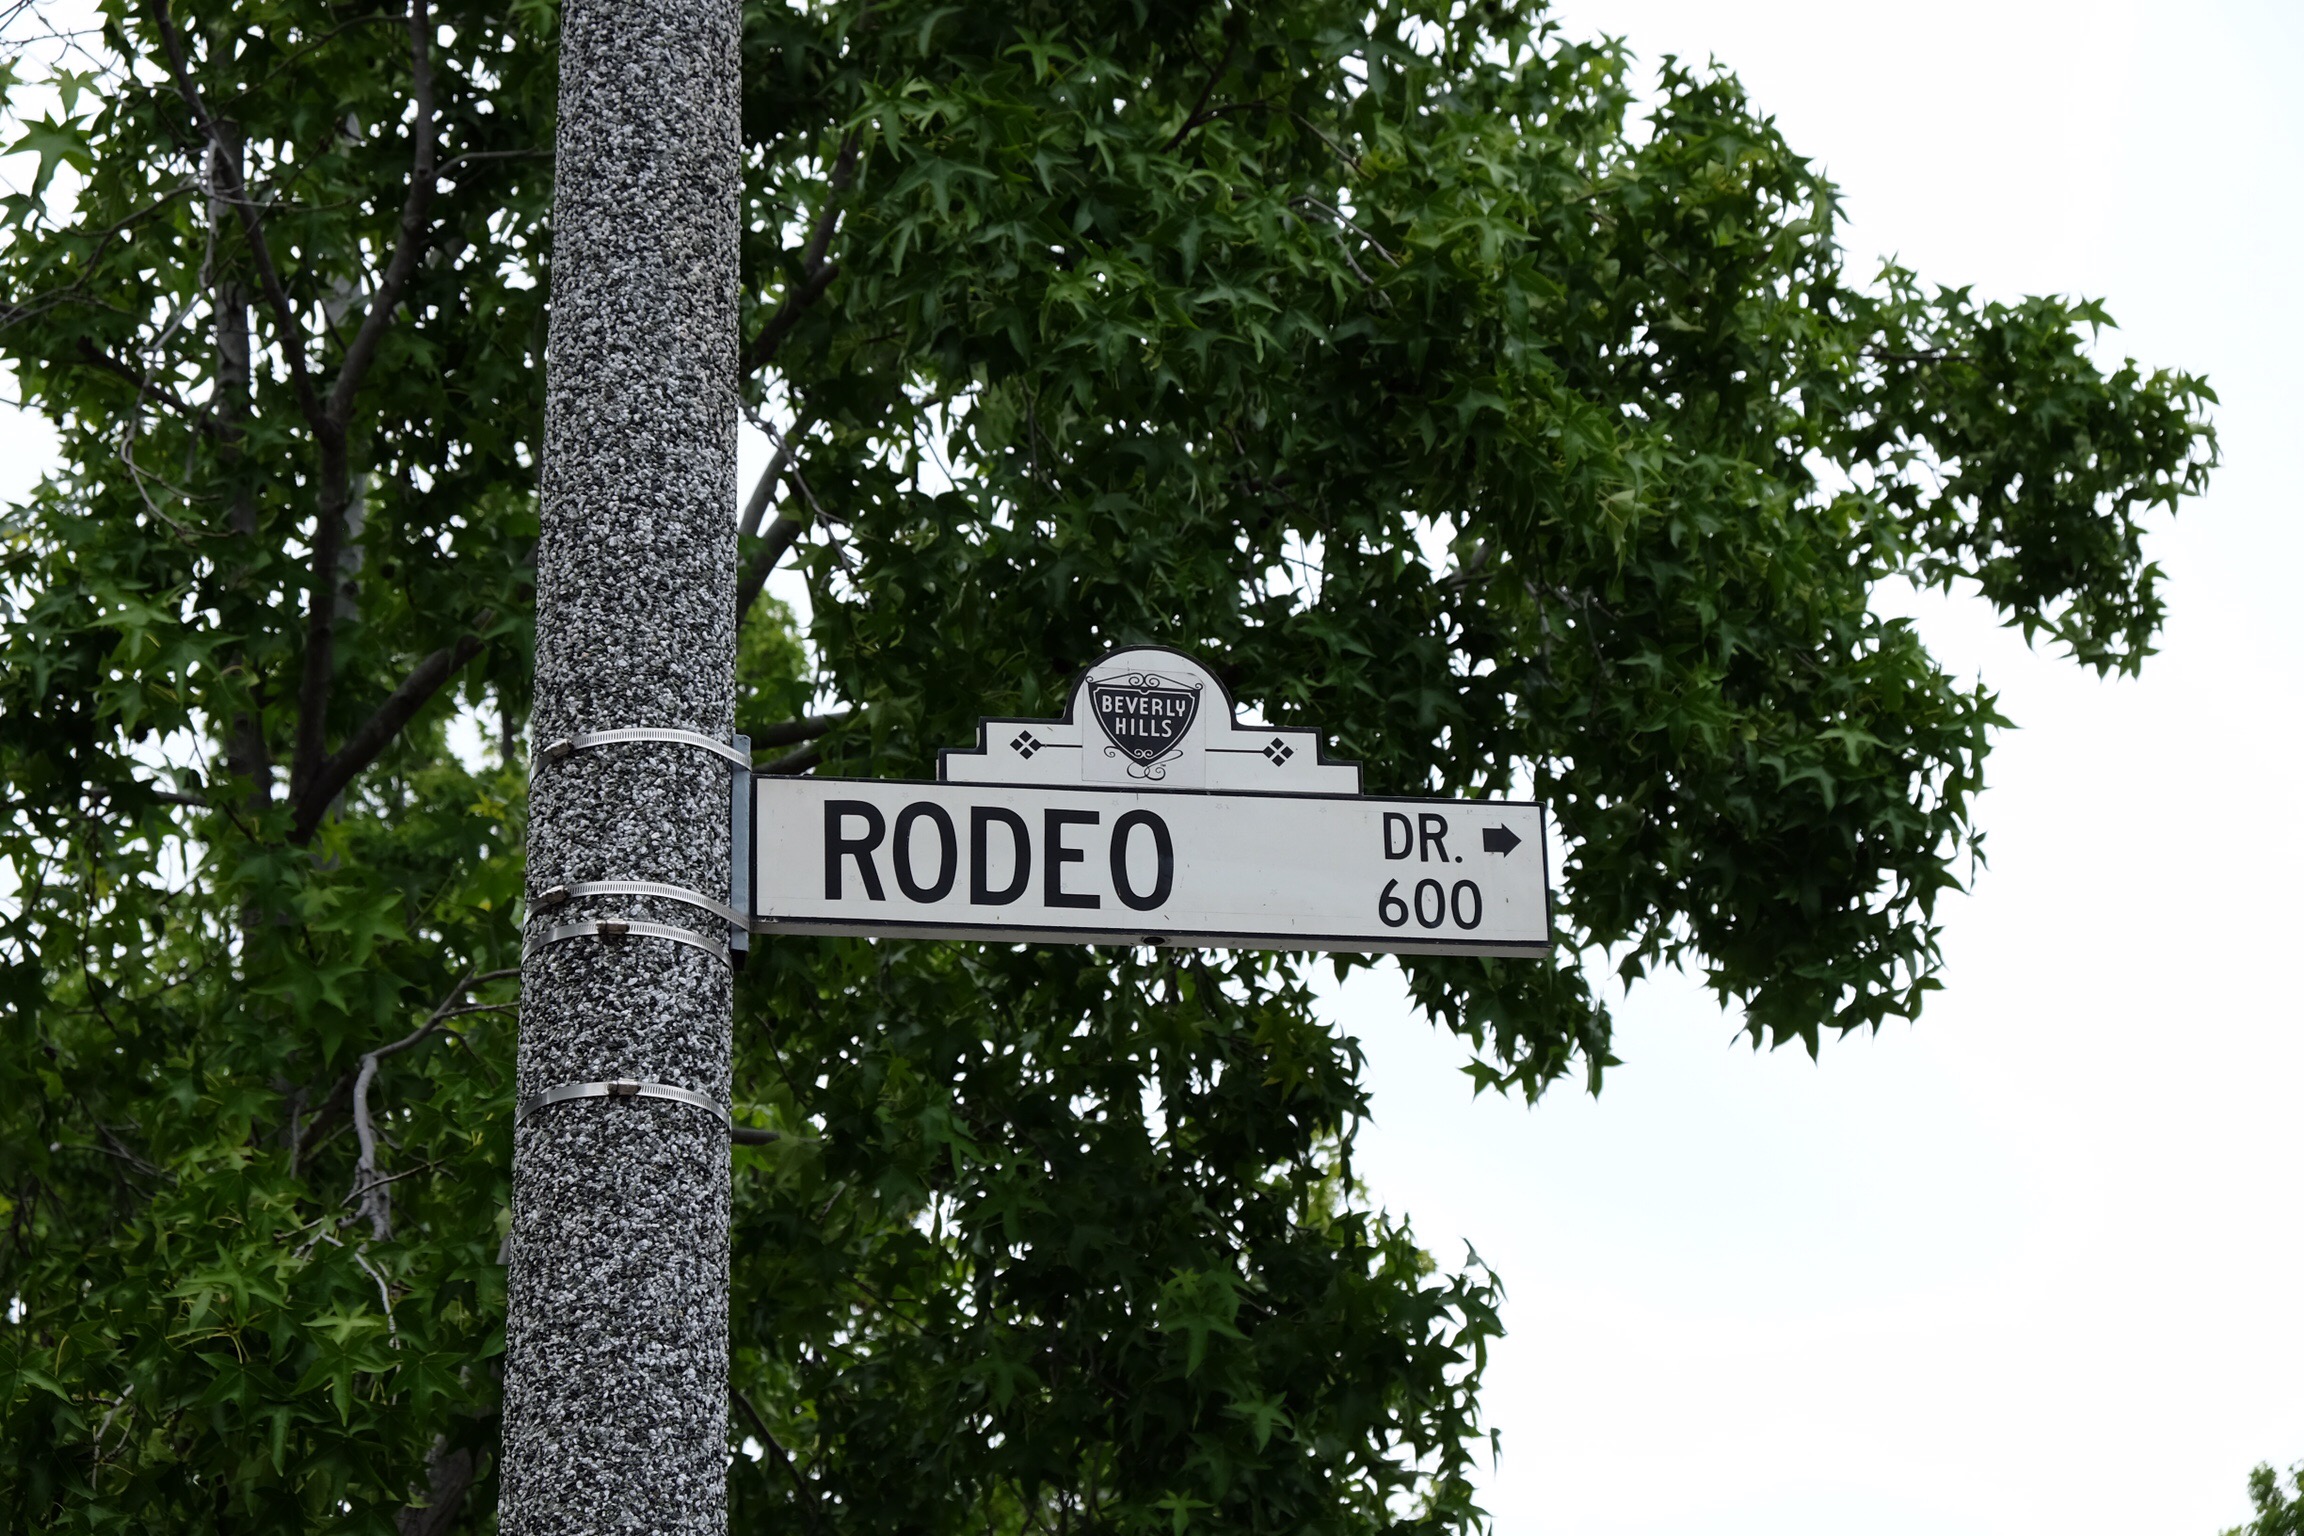 BEVERLY
HILLS
RODEO DR.
600